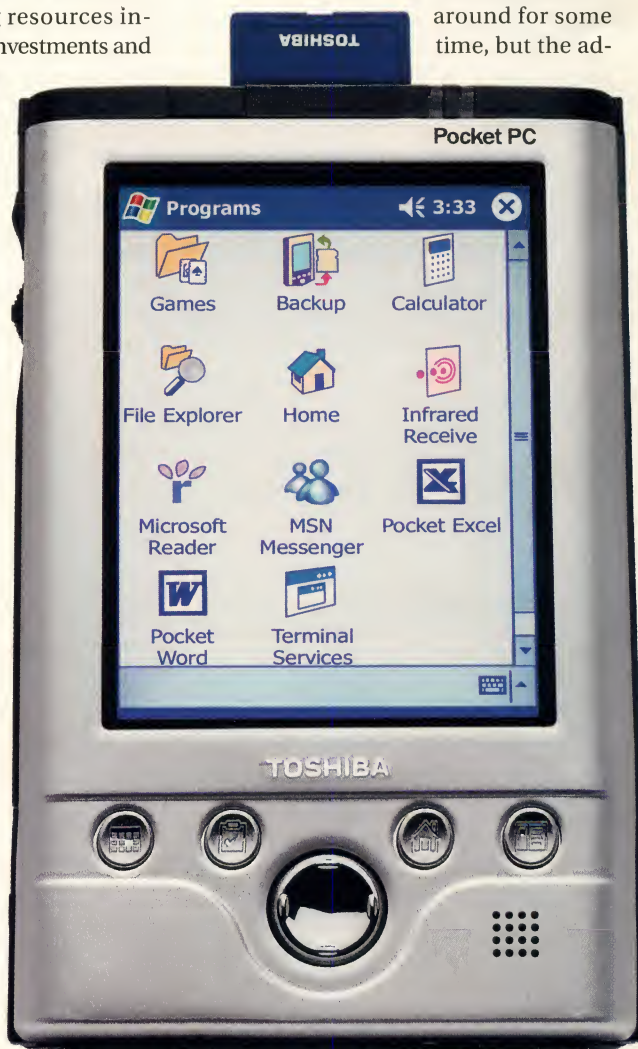 resources in-
nvestments and
around for some
time, but the ad-
TOSHIBA
Pocket PC
Programs 3:33
Games Backup Calculator
File Explorer Home Infrared
Receive
Microsoft MSN Pocket Excel
Reader Messenger
Pocket Terminal
Word Services
TOSHIBA